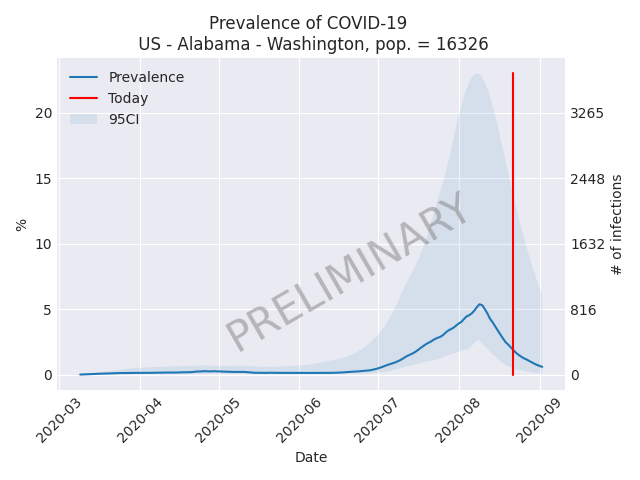 Prevalence of COVID-19
US - Alabama - Washington, pop. = 16326
Prevalence
Today
95CI
PRELIMINARY
20
15
10
5
0
%
3265
2448
1632
816
0
# of infections
2020-03
2020-04
2020-05
2020-06
2020-07
2020-08
2020-09
Date